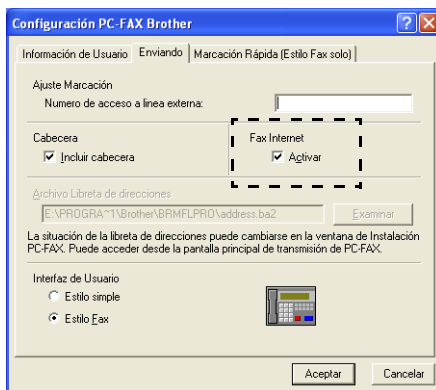 Configuración PC-FAX Brother
Información de Usuario Enviando Marcación Rápida (Estilo Fax solo)
Ajuste Marcación
Numero de acceso a linea externa:
Cabecera Fax Internet
Incluir cabecera Activar
Archivo Libreta de direcciones
E:\PROGRA~1\Brother\BRMFLPRO\address.ba2 Examinar
La situación de la libreta de direcciones puede cambiarse en la ventana de Instalación
PC-FAX. Puede acceder desde la pantalla principal de transmisión de PC-FAX.
Interfaz de Usuario
Estilo simple
Estilo Fax
Aceptar Cancelar